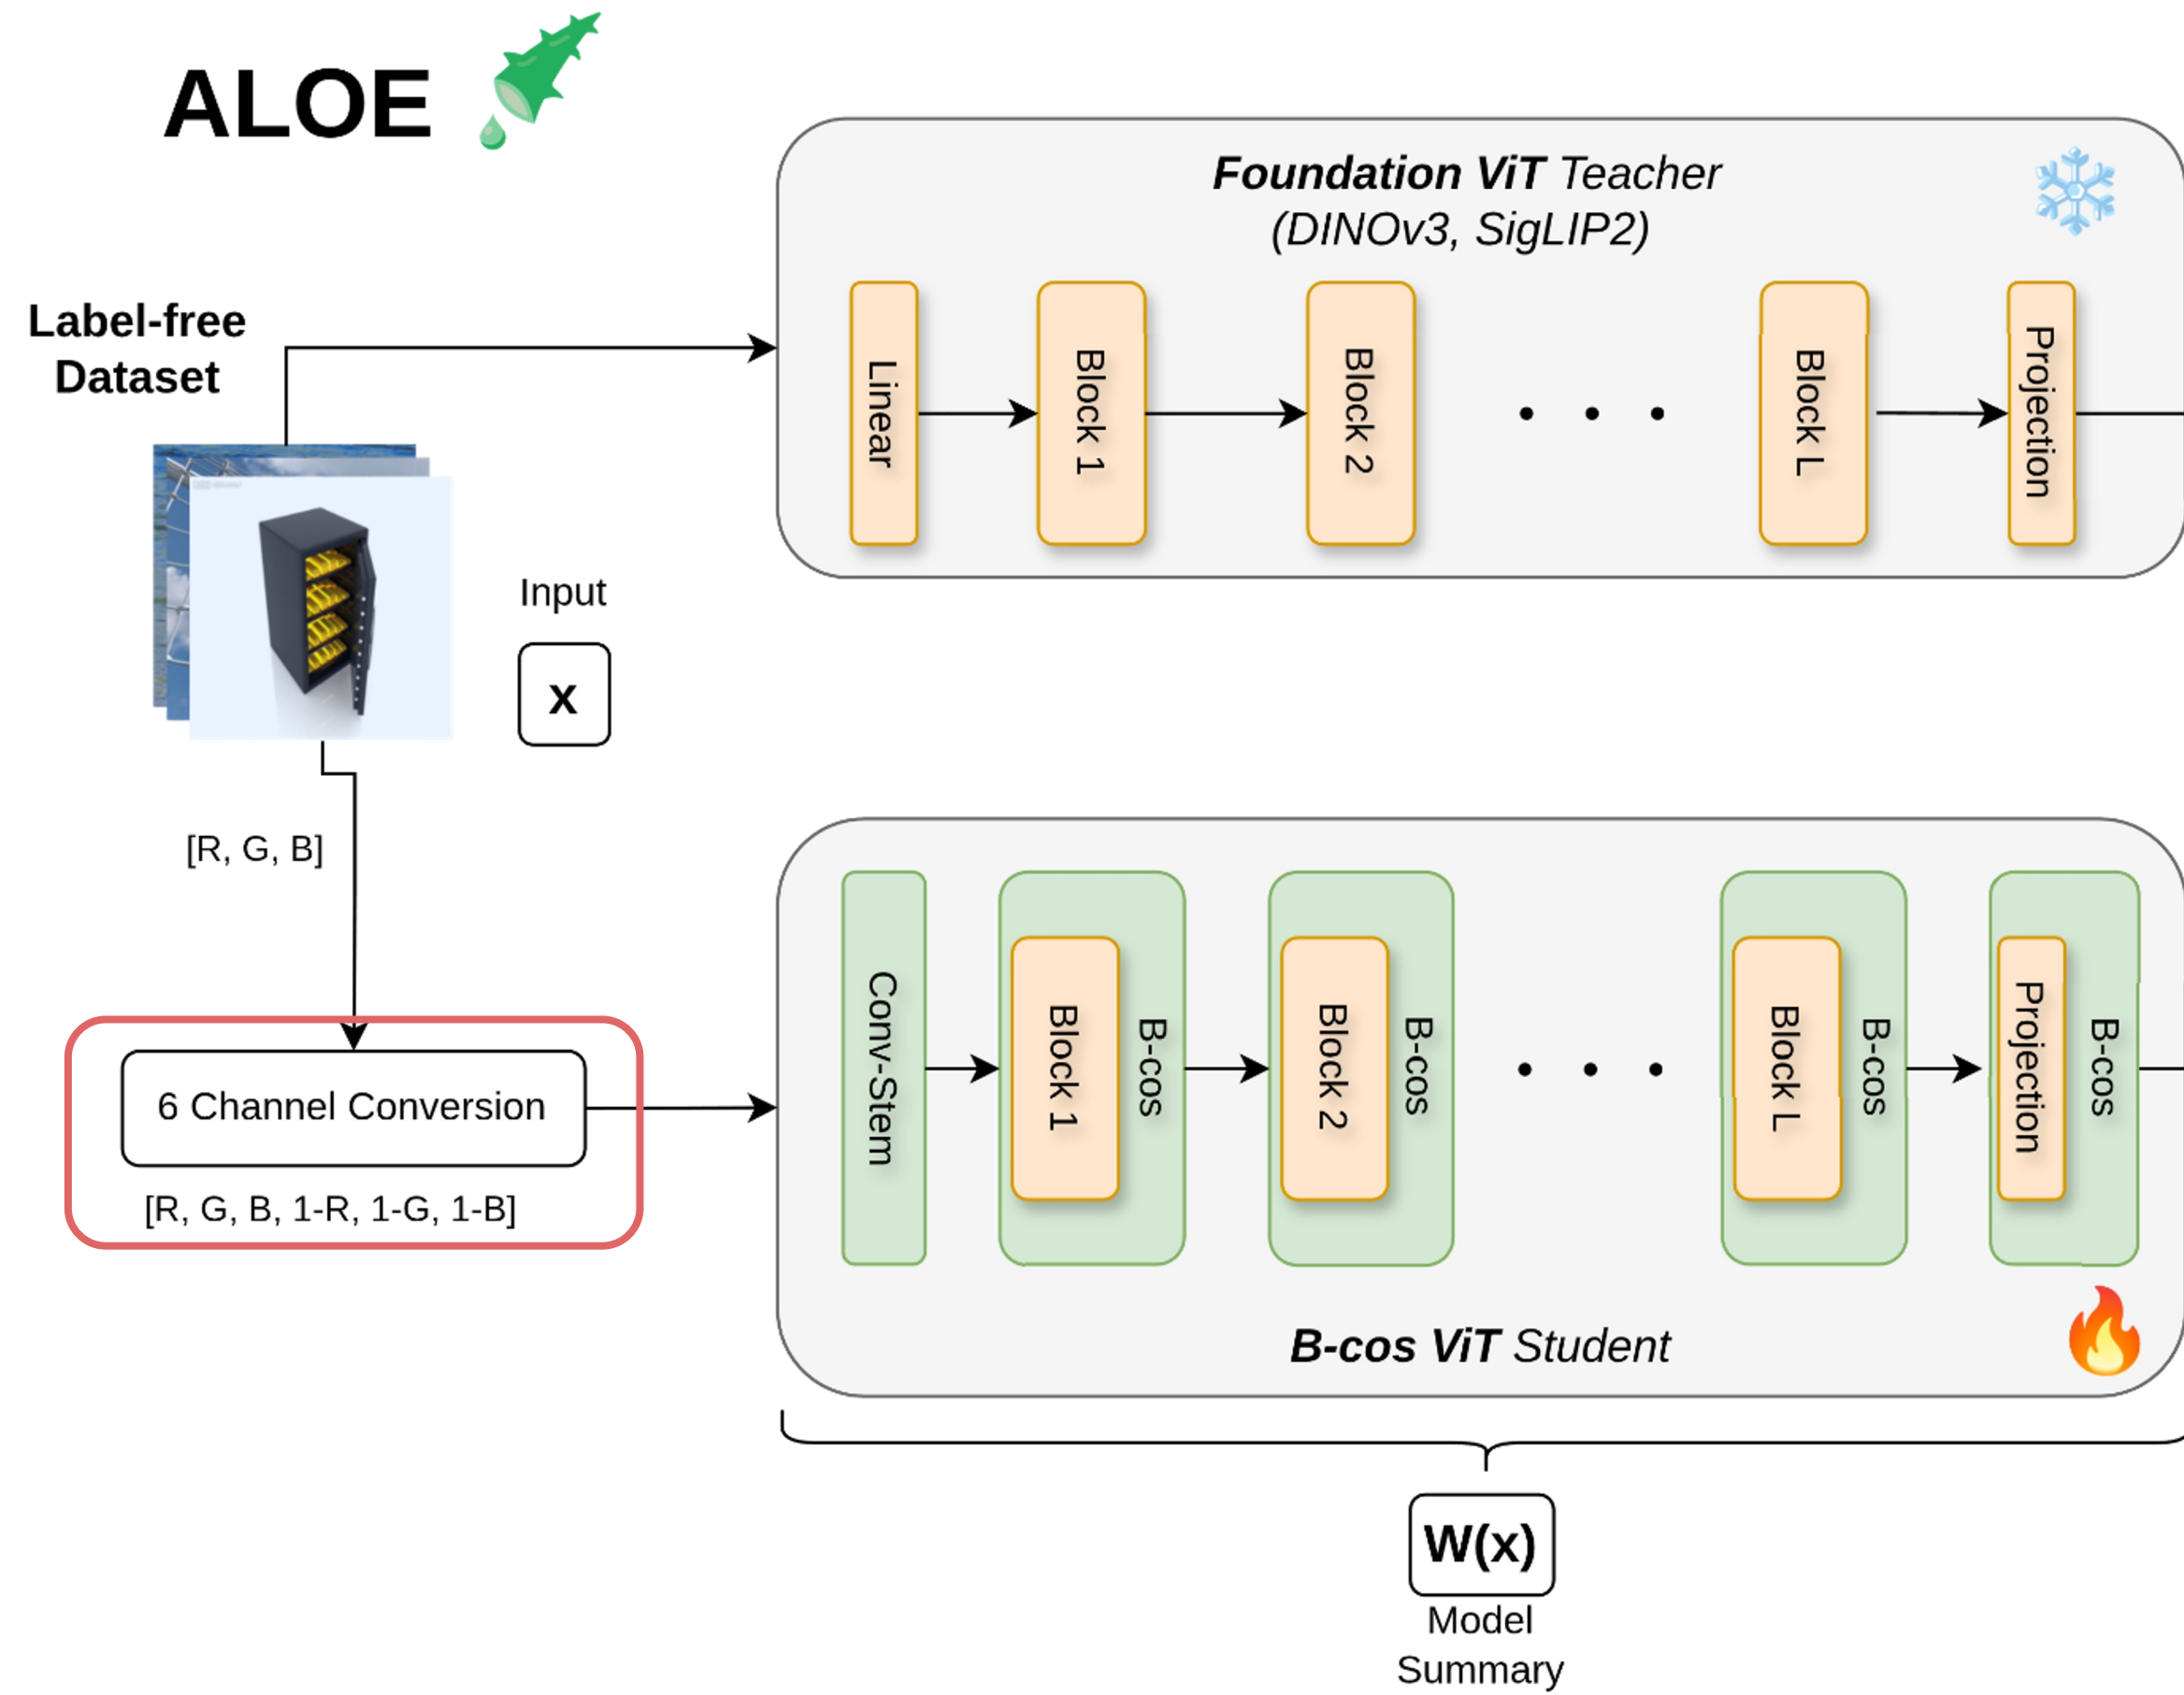 ALOE
Foundation ViT Teacher
(DINOv3, SigLIP2)
Label-free
Dataset
Linear
Block 1
Block 2
Block L
Projection
Input
x
[R, G, B]
6 Channel Conversion
[R, G, B, 1-R, 1-G, 1-B]
Conv-Stem
Block 1
B-cos
Block 2
B-cos
Block L
B-cos
Projection
B-cos
B-cos ViT Student
W(x)
Model
Summary